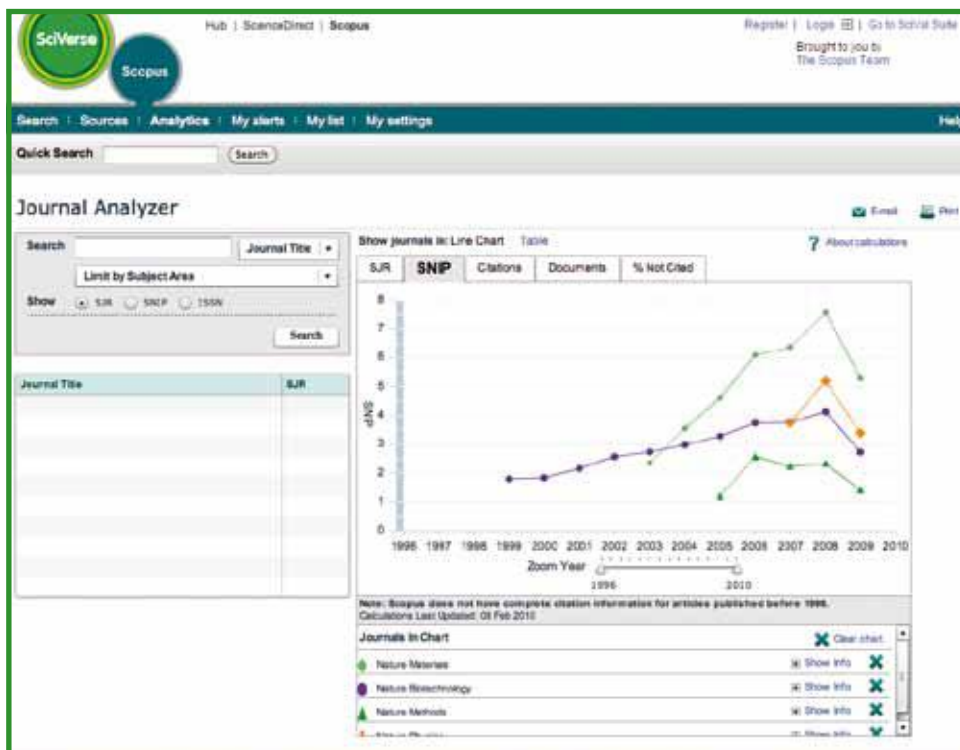 SciVerse
Scopus
Hub | ScienceDirect | Scopus
Register | Login | Go to SciVal Suite
Brought to you by
The Scopus Team
Search Sources Analytics My alerts My list My settings Help
Quick Search Search
Journal Analyzer
E-mail Print
Search Journal Title
Limit by Subject Area
Show SJR SNIP ISSN
Search
Journal Title SJR
Show journals in: Line Chart Table
? About calculations
SJR SNIP Citations Documents % Not Cited
8
7
6
5
4
3
2
1
0
SNIP
1996 1997 1998 1999 2000 2001 2002 2003 2004 2005 2006 2007 2008 2009 2010
Zoom Year
1996 2010
Note: Scopus does not have complete citation information for articles published before 1996.
Calculations Last Updated: 08 Feb 2010
Journals in Chart Clear chart
Nature Materials Show Info
Nature Biotechnology Show Info
Nature Methods Show Info